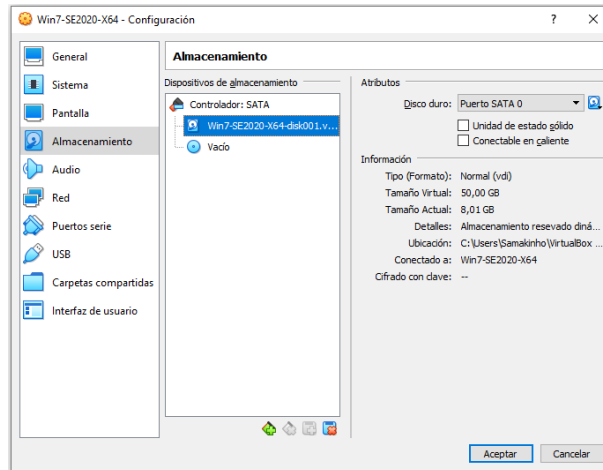 Win7-SE2020-X64 - Configuración
?
X
General
Sistema
Pantalla
Almacenamiento
Audio
Red
Puertos serie
USB
Carpetas compartidas
Interfaz de usuario
Almacenamiento
Dispositivos de almacenamiento
Controlador: SATA
Win7-SE2020-X64-disk001.v...
Vacío
Atributos
Disco duro: Puerto SATA 0
Unidad de estado sólido
Conectable en caliente
Información
Tipo (Formato): Normal (vdi)
Tamaño Virtual: 50,00 GB
Tamaño Actual: 8,01 GB
Detalles: Almacenamiento resevado diná...
Ubicación: C:\Users\Samakinho\VirtualBox
Conectado a: Win7-SE2020-X64
Cifrado con clave: --
Aceptar
Cancelar